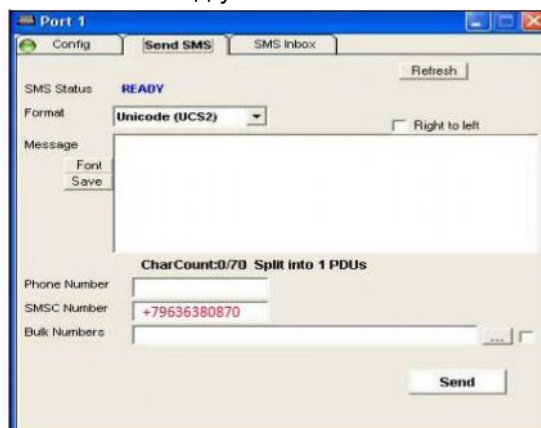 Port 1
Config Send SMS SMS Inbox
Refresh
SMS Status READY
Format Unicode (UCS2)
Right to left
Message
Font
Save
CharCount:0/70 Split into 1 PDUs
Phone Number
SMSC Number +79636380870
Bulk Numbers ...
Send